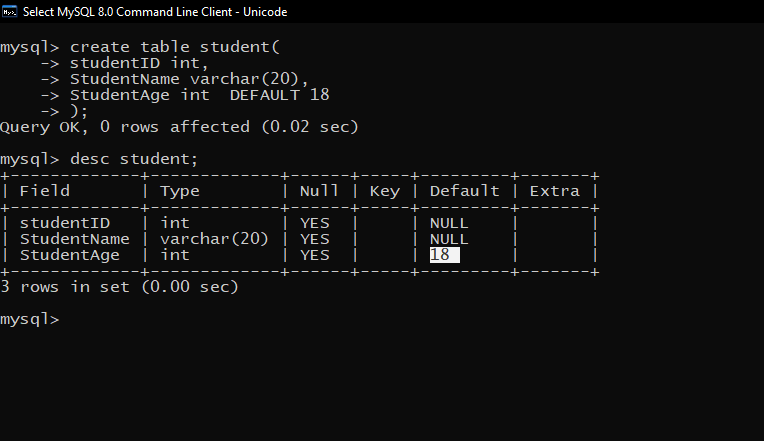 Select MySQL 8.0 Command Line Client - Unicode
mysql> create table student(
    -> studentID int,
    -> StudentName varchar(20),
    -> StudentAge int  DEFAULT 18
    -> );
Query OK, 0 rows affected (0.02 sec)
mysql> desc student;
+-------------+-------------+------+-----+---------+-------+
| Field       | Type        | Null | Key | Default | Extra |
+-------------+-------------+------+-----+---------+-------+
| studentID   | int         | YES  |     | NULL    |       |
| StudentName | varchar(20) | YES  |     | NULL    |       |
| StudentAge  | int         | YES  |     | 18      |       |
+-------------+-------------+------+-----+---------+-------+
3 rows in set (0.00 sec)
mysql>